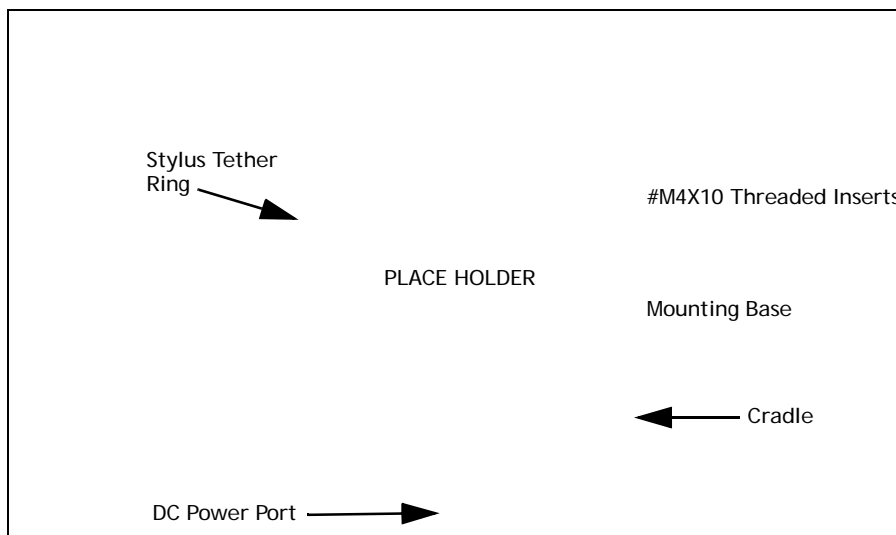 Stylus Tether
Ring
#M4X10 Threaded Inserts
PLACE HOLDER
Mounting Base
Cradle
DC Power Port